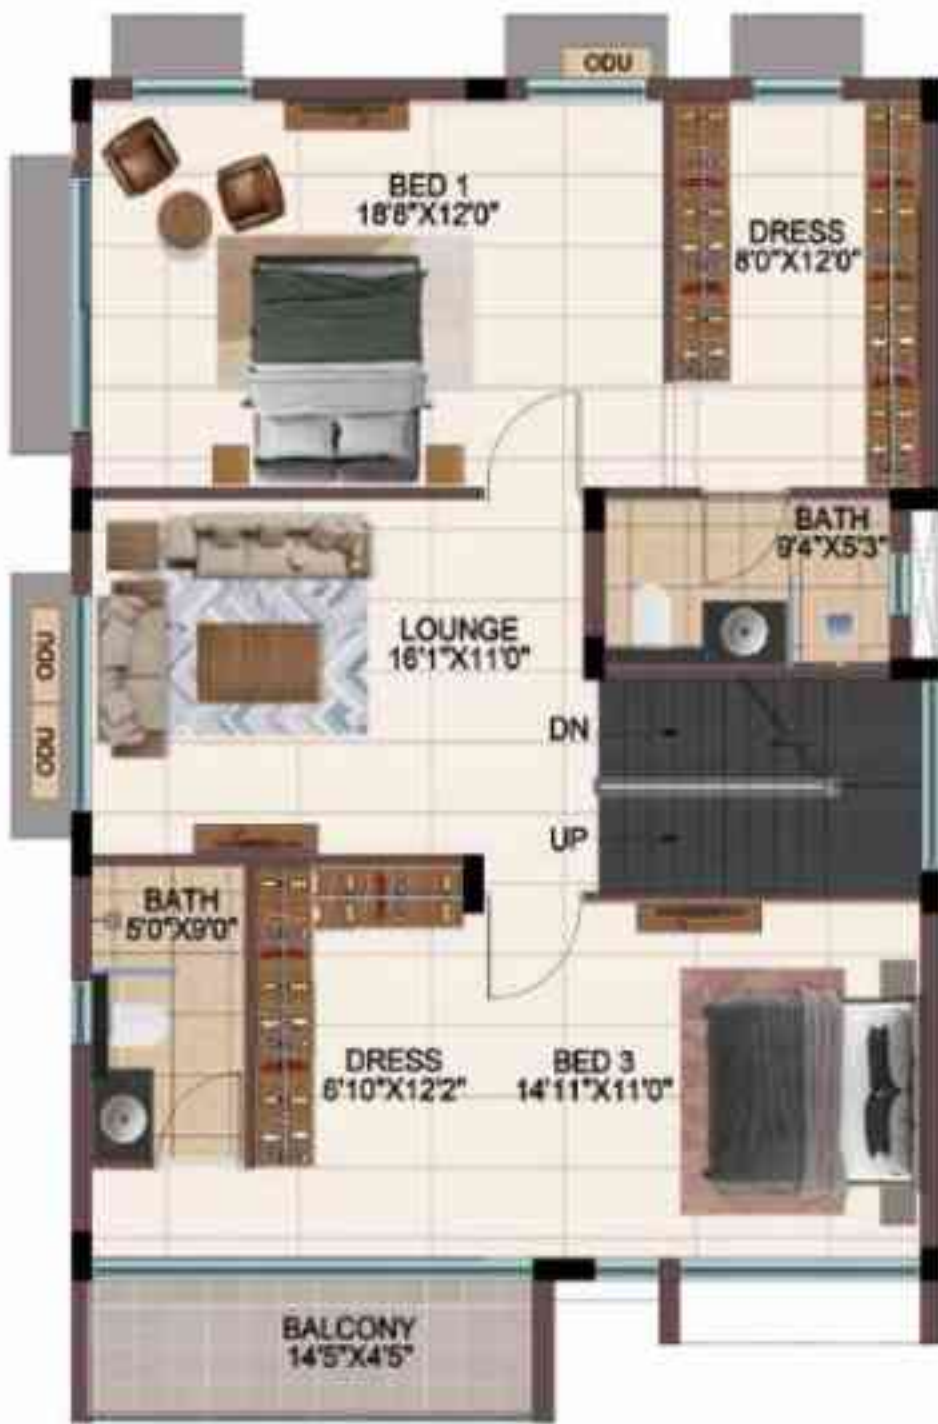 ODU
BED 1
18'8"X12'0"
DRESS
8'0"X12'0"
BATH
9'4"X5'3"
LOUNGE
16'1"X11'0"
ODU
ODU
DN
UP
BATH
5'0"X9'0"
DRESS
6'10"X12'2"
BED 3
14'11"X11'0"
BALCONY
14'5"X4'5"